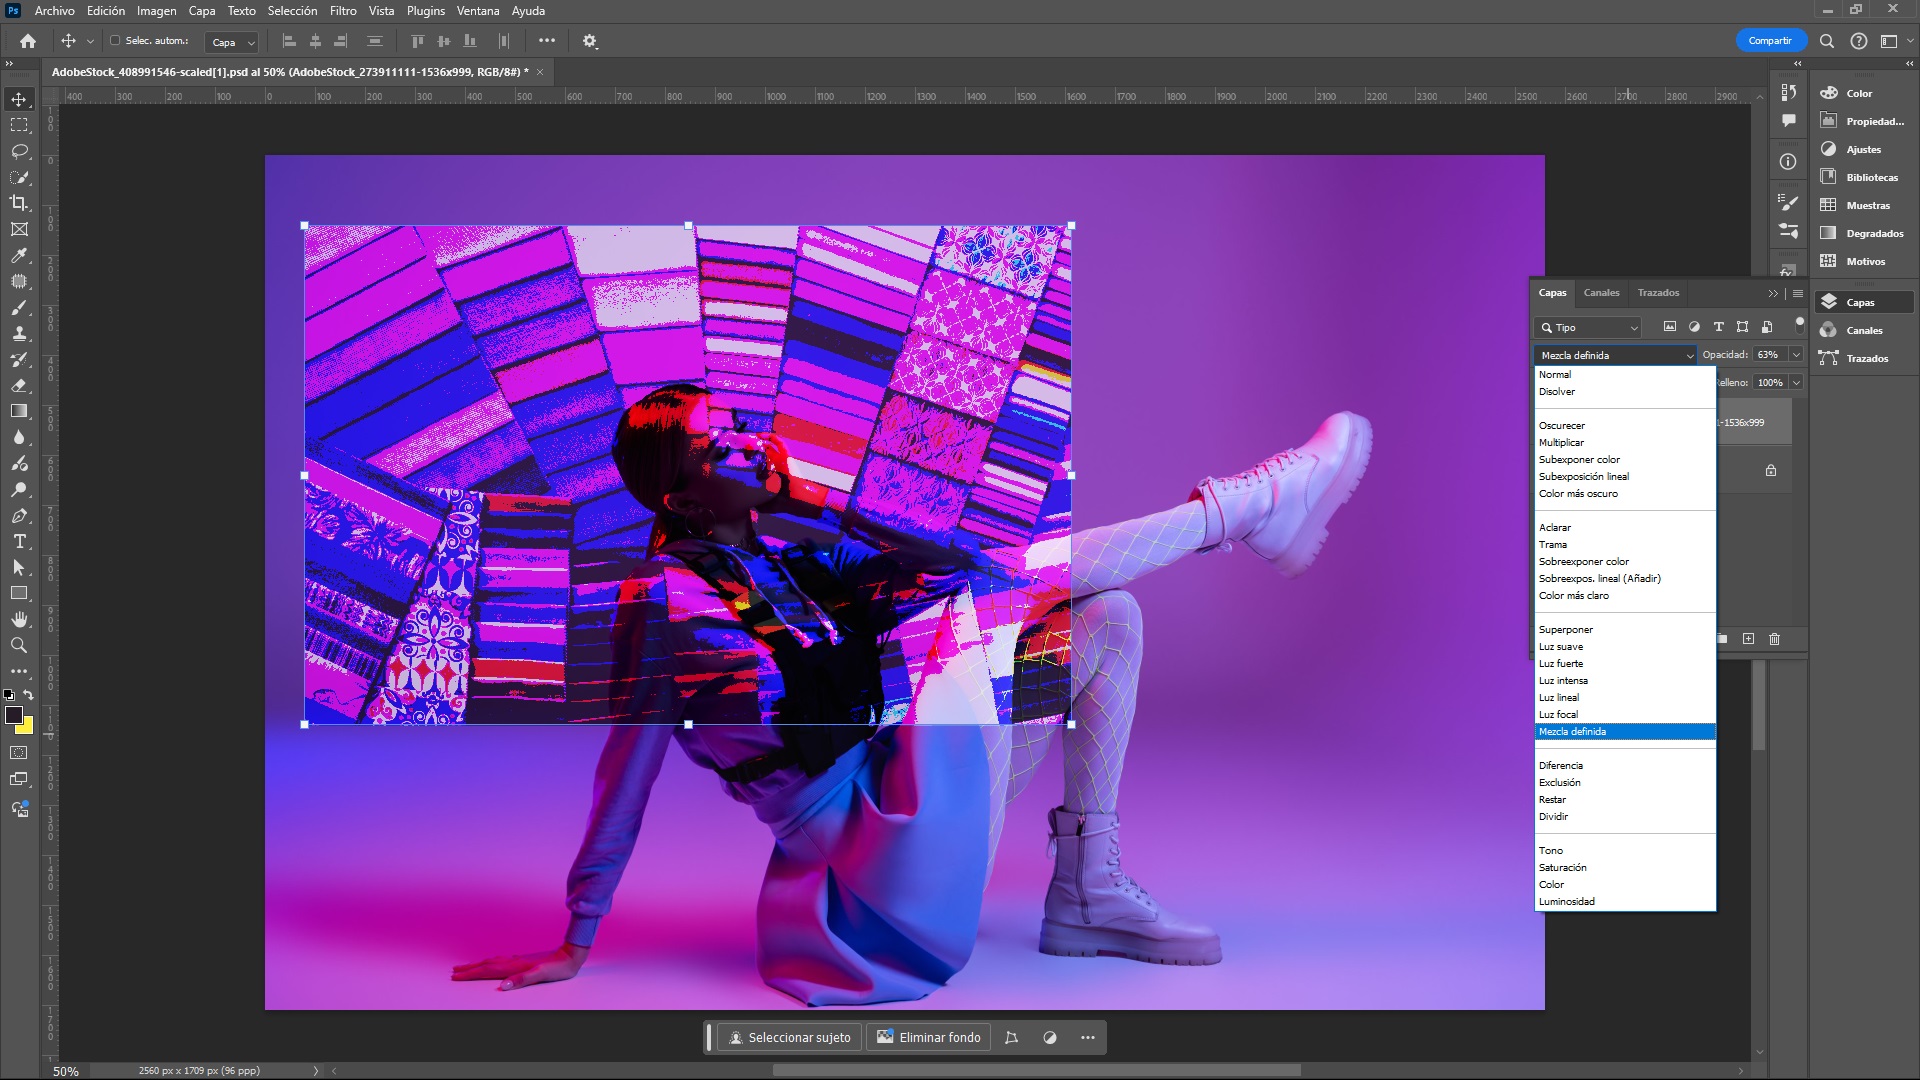 Ps Archivo Edición Imagen Capa Texto Selección Filtro Vista Plugins Ventana Ayuda
Selec. autom.: Capa Compartir
AdobeStock_408991546-scaled[1].psd al 50% (AdobeStock_273911111-1536x999, RGB/8#) * ×
400 300 200 100 0 100 200 300 400 500 600 700 800 900 1000 1100 1200 1300 1400 1500 1600 1700 1800 1900 2000 2100 2200 2300 2400 2500 2600 2700 2800 2900
Color
Propiedad...
Ajustes
Bibliotecas
Muestras
Degradados
Motivos
Capas
Canales
Trazados
Capas Canales Trazados
Tipo
Mezcla definida Opacidad: 63%
Relleno: 100%
1-1536x999
Normal
Disolver
Oscurecer
Multiplicar
Subexponer color
Subexposición lineal
Color más oscuro
Aclarar
Trama
Sobreexponer color
Sobreexpos. lineal (Añadir)
Color más claro
Superponer
Luz suave
Luz fuerte
Luz intensa
Luz lineal
Luz focal
Mezcla definida
Diferencia
Exclusión
Restar
Dividir
Tono
Saturación
Color
Luminosidad
Seleccionar sujeto Eliminar fondo
50% 2560 px x 1709 px (96 ppp)